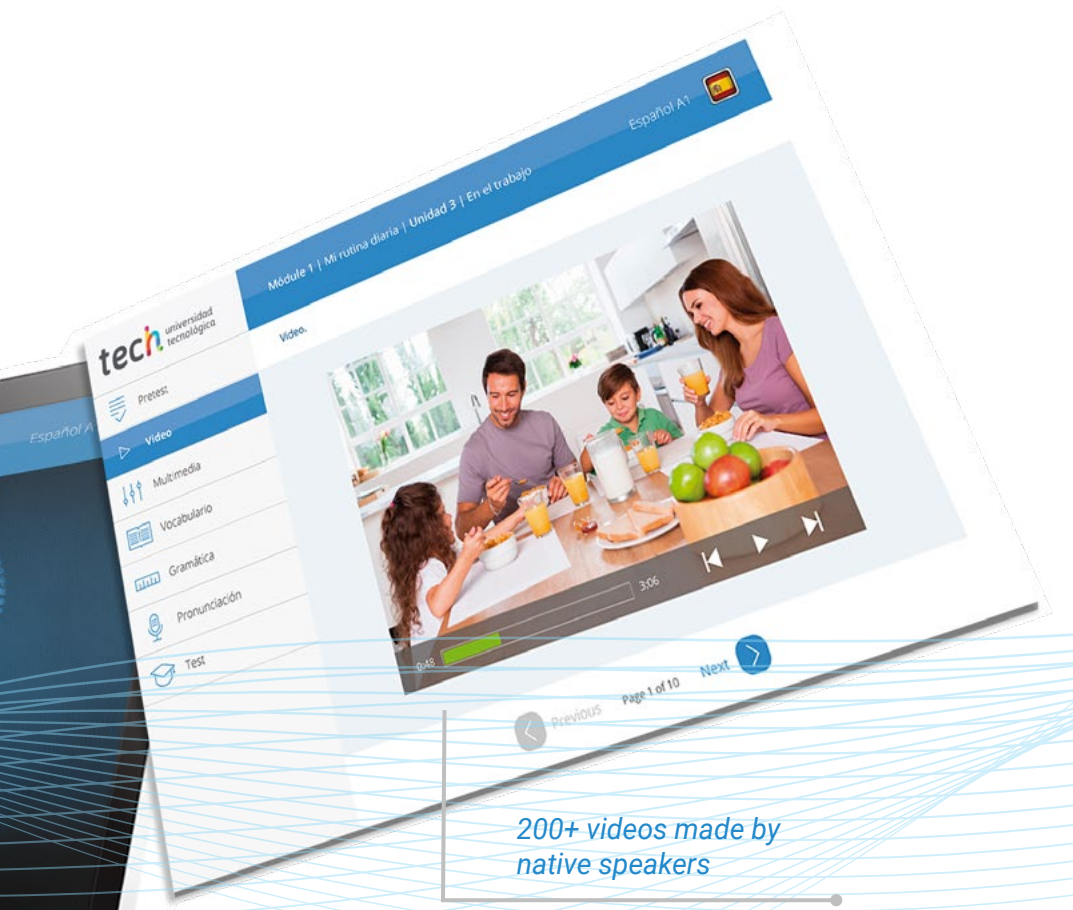 Español A1
Módule 1 | Mi rutina diaria | Unidad 3 | En el trabajo
tech universidad
tecnológica
Video.
Pretest
Video
Multimedia
Vocabulario
Gramática
Pronunciación
Test
Español A
0:48
3:06
Previous
Page 1 of 10
Next
200+ videos made by
native speakers